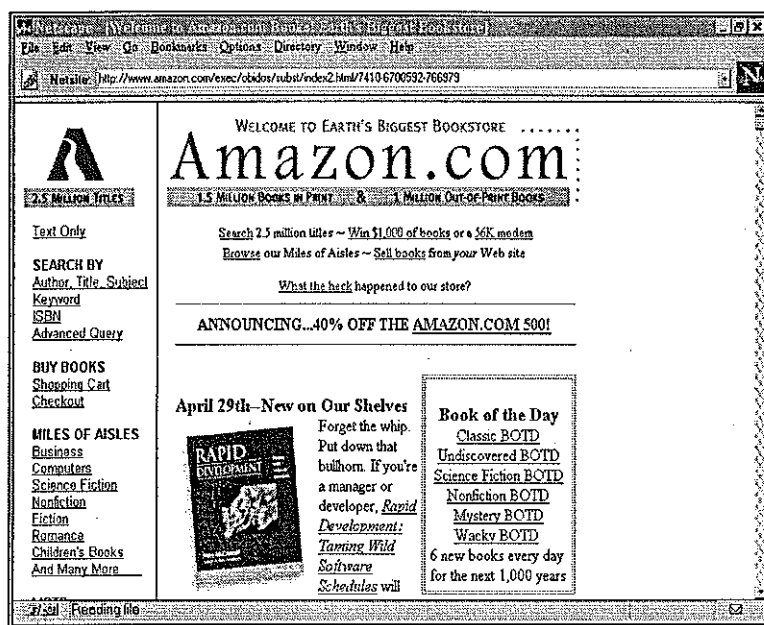 Netscape - [Welcome to Amazon.com Books! Earth's Biggest Bookstore]
File Edit View Go Bookmarks Options Directory Window Help
Netsite: http://www.amazon.com/exec/obidos/subst/index2.html/7410-6700592-766979
N
2.5 MILLION TITLES
Text Only
SEARCH BY
Author, Title, Subject
Keyword
ISBN
Advanced Query
BUY BOOKS
Shopping Cart
Checkout
MILES OF AISLES
Business
Computers
Science Fiction
Nonfiction
Fiction
Romance
Children's Books
And Many More
WELCOME TO EARTH'S BIGGEST BOOKSTORE
Amazon.com
1.5 MILLION BOOKS IN PRINT & 1 MILLION OUT-OF-PRINT BOOKS
Search 2.5 million titles ~ Win $1,000 of books or a 56K modem
Browse our Miles of Aisles ~ Sell books from your Web site
What the heck happened to our store?
ANNOUNCING...40% OFF THE AMAZON.COM 500!
April 29th--New on Our Shelves
RAPID
DEVELOPMENT
Forget the whip.
Put down that
bullhorn. If you're
a manager or
developer, Rapid
Development:
Taming Wild
Software
Schedules will
Book of the Day
Classic BOTD
Undiscovered BOTD
Science Fiction BOTD
Nonfiction BOTD
Mystery BOTD
Wacky BOTD
6 new books every day
for the next 1,000 years
Reading file